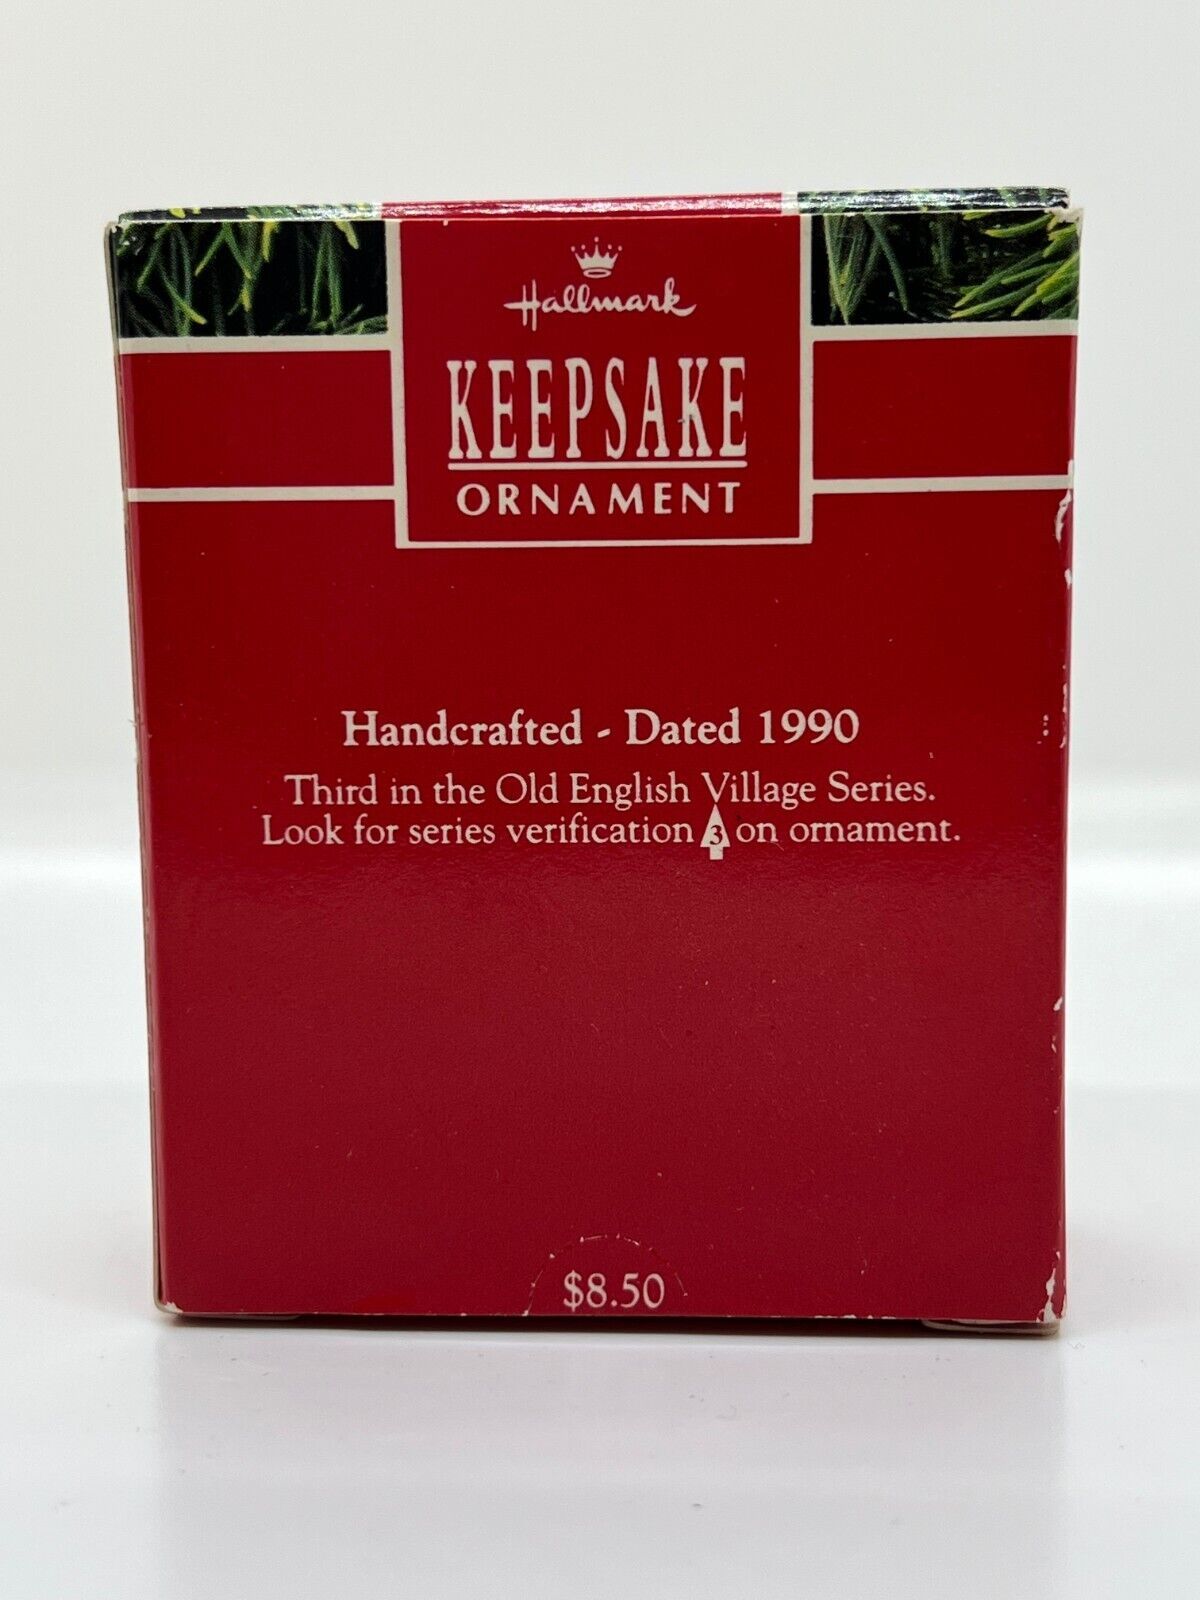 Hallmark
KEEPSAKE
ORNAMENT
Handcrafted - Dated 1990
Third in the Old English Village Series.
Look for series verification 3 on ornament.
$8.50